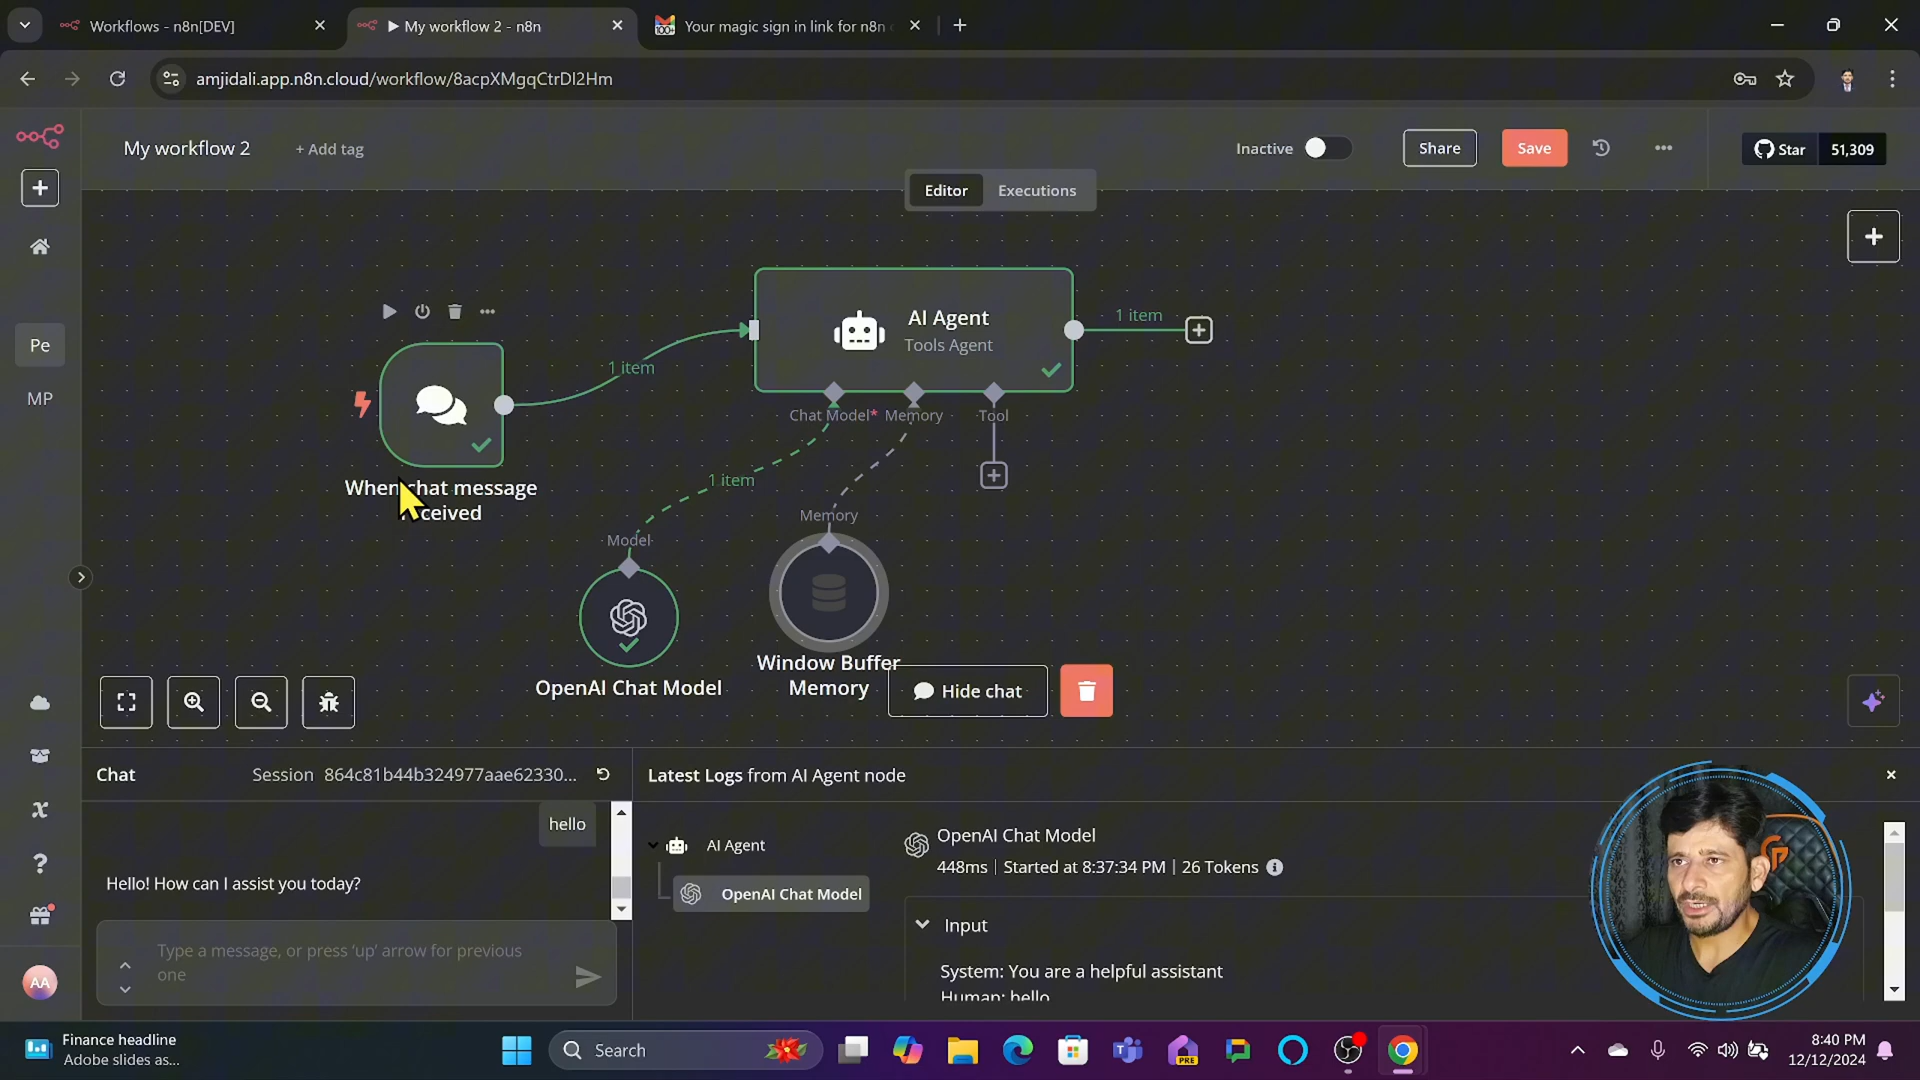 Workflows - n8n[DEV]
▶ My workflow 2 - n8n
100+
Your magic sign in link for n8n
amjidali.app.n8n.cloud/workflow/8acpXMgqCtrDl2Hm
My workflow 2
+ Add tag
Inactive
Share
Save
Star
51,309
Editor
Executions
Pe
MP
AI Agent
Tools Agent
1 item
1 item
Chat Model*
Memory
Tool
When chat message
1 item
Memory
Model
Window Buffer
Memory
OpenAI Chat Model
Hide chat
Chat
Session 864c81b44b324977aae62330...
Latest Logs from AI Agent node
hello
Hello! How can I assist you today?
Type a message, or press ‘up’ arrow for previous
one
AI Agent
OpenAI Chat Model
OpenAI Chat Model
448ms | Started at 8:37:34 PM | 26 Tokens
Input
System: You are a helpful assistant
Human: hello
AA
Finance headline
Adobe slides as...
Search
PRE
8:40 PM
12/12/2024